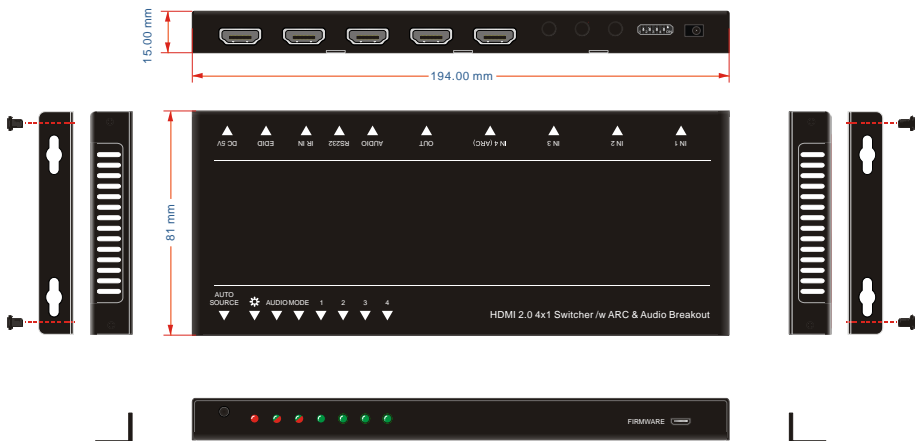 15.00 mm
194.00 mm
DC 5V EDID IR IN RS232 AUDIO OUT IN 4 (ARC) IN 3 IN 2 IN 1
81 mm
AUTO
SOURCE AUDIO MODE 1 2 3 4
HDMI 2.0 4x1 Switcher /w ARC & Audio Breakout
FIRMWARE